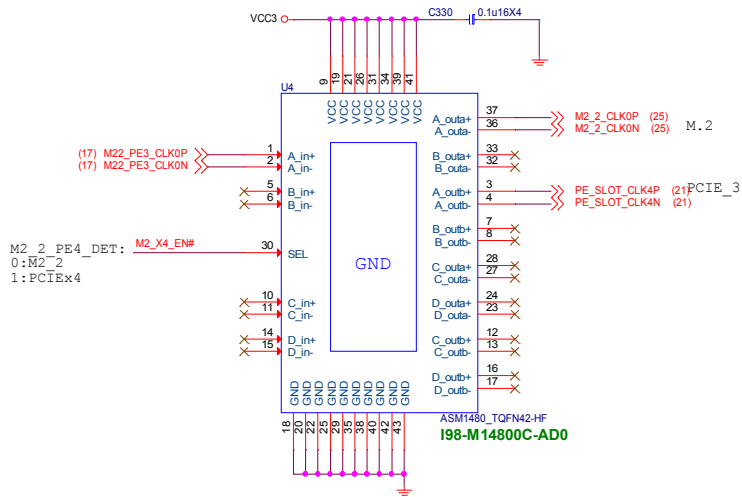 VCC3
C330
0.1u16X4
U4
9
19
21
26
31
34
39
41
VCC
VCC
VCC
VCC
VCC
VCC
VCC
VCC
(17) M22_PE3_CLK0P
(17) M22_PE3_CLK0N
1
2
A_in+
A_in-
5
6
B_in+
B_in-
M2_2_PE4_DET:
0:M2_2
1:PCIEx4
M2_X4_EN#
30
SEL
10
11
C_in+
C_in-
14
15
D_in+
D_in-
GND
A_outa+
A_outa-
37
36
M2_2_CLK0P (25)
M2_2_CLK0N (25)
M.2
B_outa+
B_outa-
33
32
A_outb+
A_outb-
3
4
PE_SLOT_CLK4P (21)
PE_SLOT_CLK4N (21)
PCIE_3
B_outb+
B_outb-
7
8
C_outa+
C_outa-
28
27
D_outa+
D_outa-
24
23
C_outb+
C_outb-
12
13
D_outb+
D_outb-
16
17
GND
GND
GND
GND
GND
GND
GND
GND
GND
GND
18
20
22
25
29
35
38
40
42
43
ASM1480_TQFN42-HF
I98-M14800C-AD0